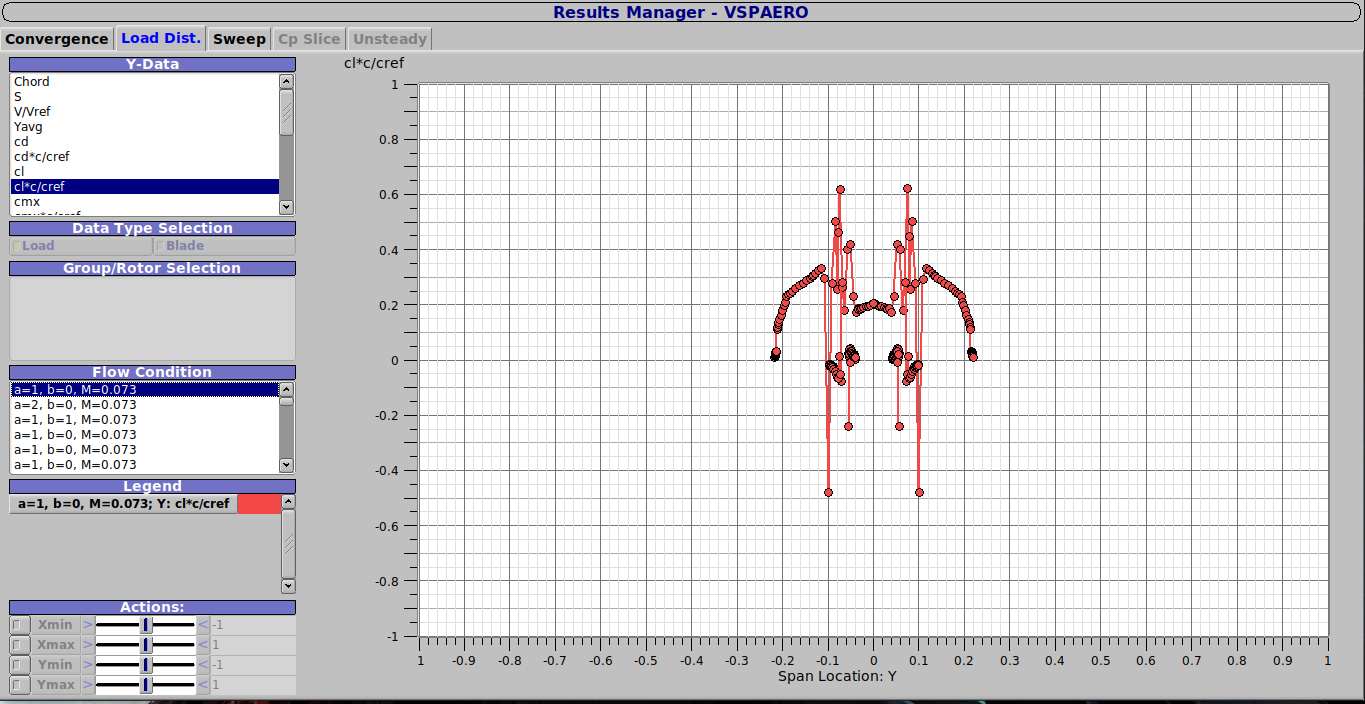 Results Manager - VSPAERO
Convergence Load Dist. Sweep Cp Slice Unsteady
Y-Data
Chord
S
V/Vref
Yavg
cd
cd*c/cref
cl
cl*c/cref
cmx
Data Type Selection
Load Blade
Group/Rotor Selection
Flow Condition
a=1, b=0, M=0.073
a=2, b=0, M=0.073
a=1, b=1, M=0.073
a=1, b=0, M=0.073
a=1, b=0, M=0.073
a=1, b=0, M=0.073
Legend
a=1, b=0, M=0.073; Y: cl*c/cref
Actions:
Xmin > < -1
Xmax > < 1
Ymin > < -1
Ymax > < 1
cl*c/cref
1
0.8
0.6
0.4
0.2
0
-0.2
-0.4
-0.6
-0.8
-1
1 -0.9 -0.8 -0.7 -0.6 -0.5 -0.4 -0.3 -0.2 -0.1 0 0.1 0.2 0.3 0.4 0.5 0.6 0.7 0.8 0.9 1
Span Location: Y